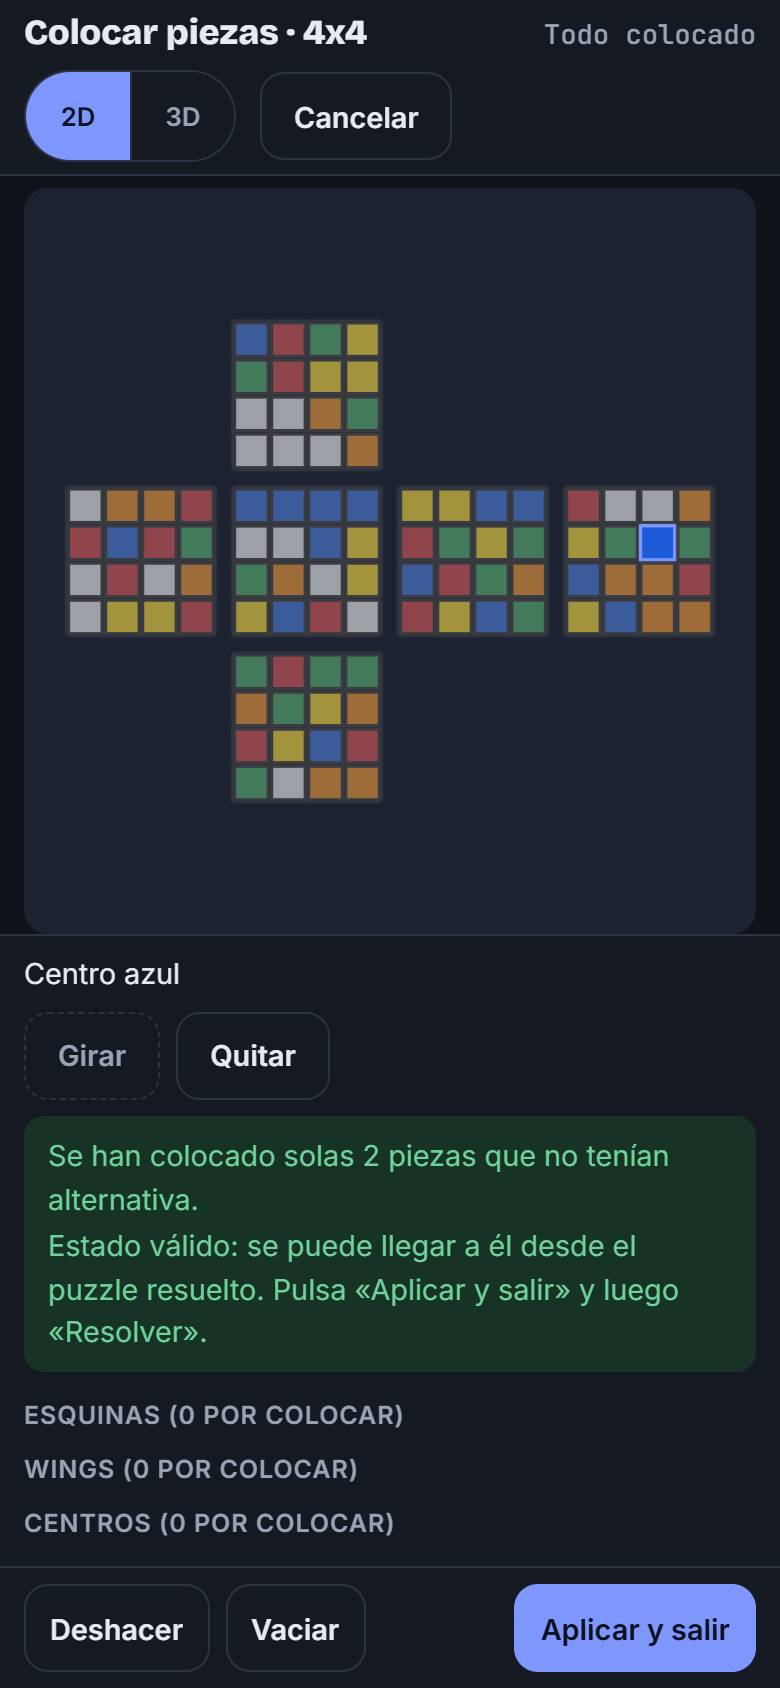 Colocar piezas · 4x4
Todo colocado
2D
3D
Cancelar
Centro azul
Girar
Quitar
Se han colocado solas 2 piezas que no tenían
alternativa.
Estado válido: se puede llegar a él desde el
puzzle resuelto. Pulsa «Aplicar y salir» y luego
«Resolver».
ESQUINAS (0 POR COLOCAR)
WINGS (0 POR COLOCAR)
CENTROS (0 POR COLOCAR)
Deshacer
Vaciar
Aplicar y salir